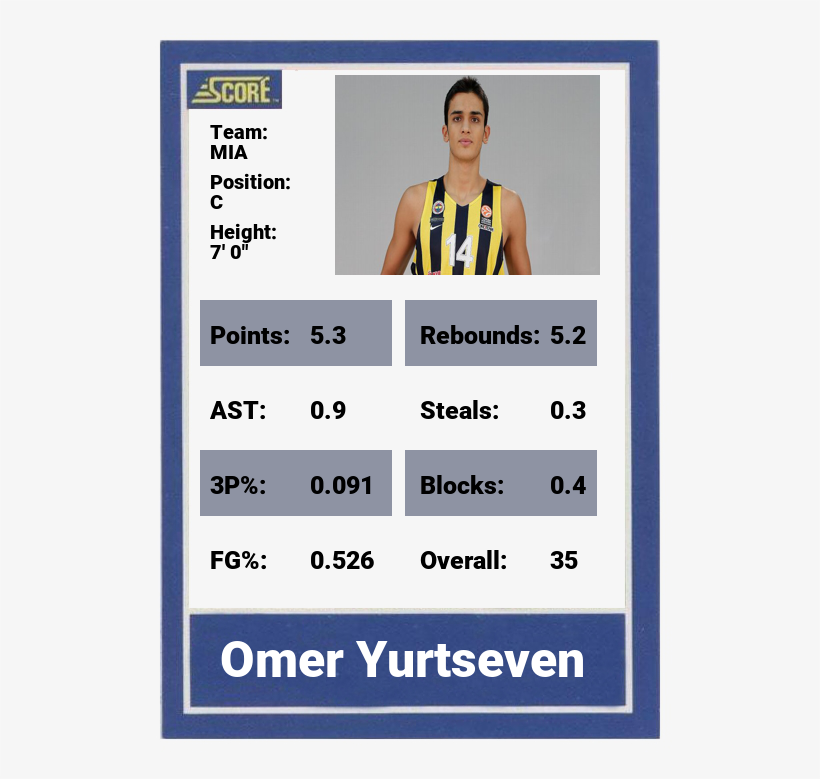 SCORE
Team:
MIA
Position:
C
Height:
7' 0"
14
Points: 5.3 Rebounds: 5.2
AST: 0.9 Steals: 0.3
3P%: 0.091 Blocks: 0.4
FG%: 0.526 Overall: 35
Omer Yurtseven